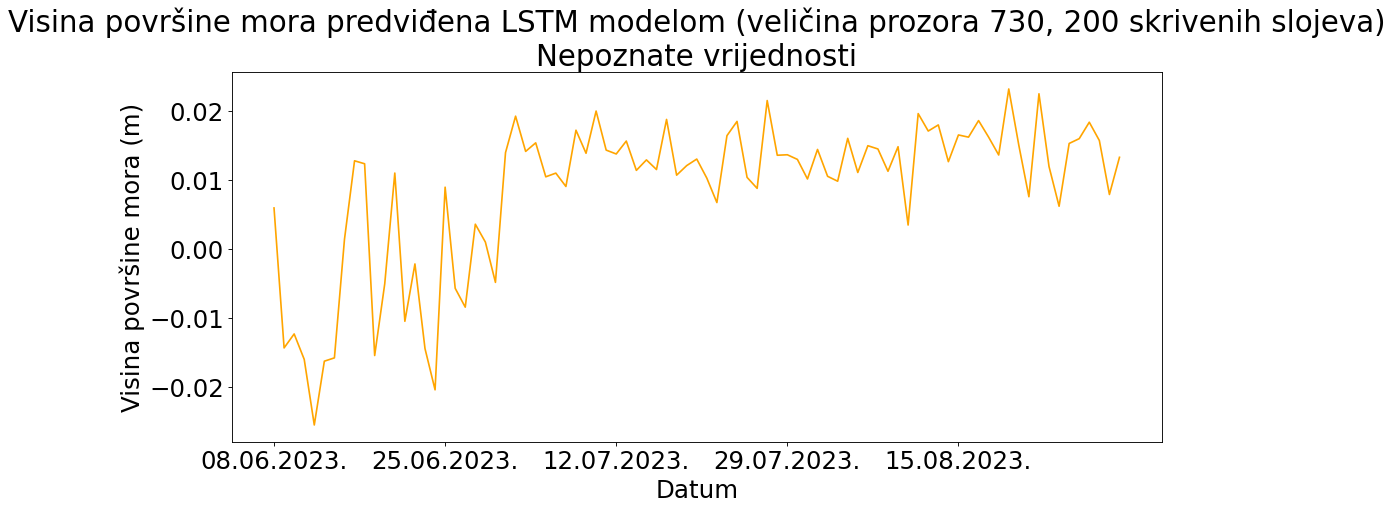 Visina površine mora predviđena LSTM modelom (veličina prozora 730, 200 skrivenih slojeva)
Nepoznate vrijednosti
Visina površine mora (m)
0.02
0.01
0.00
−0.01
−0.02
08.06.2023. 25.06.2023. 12.07.2023. 29.07.2023. 15.08.2023.
Datum